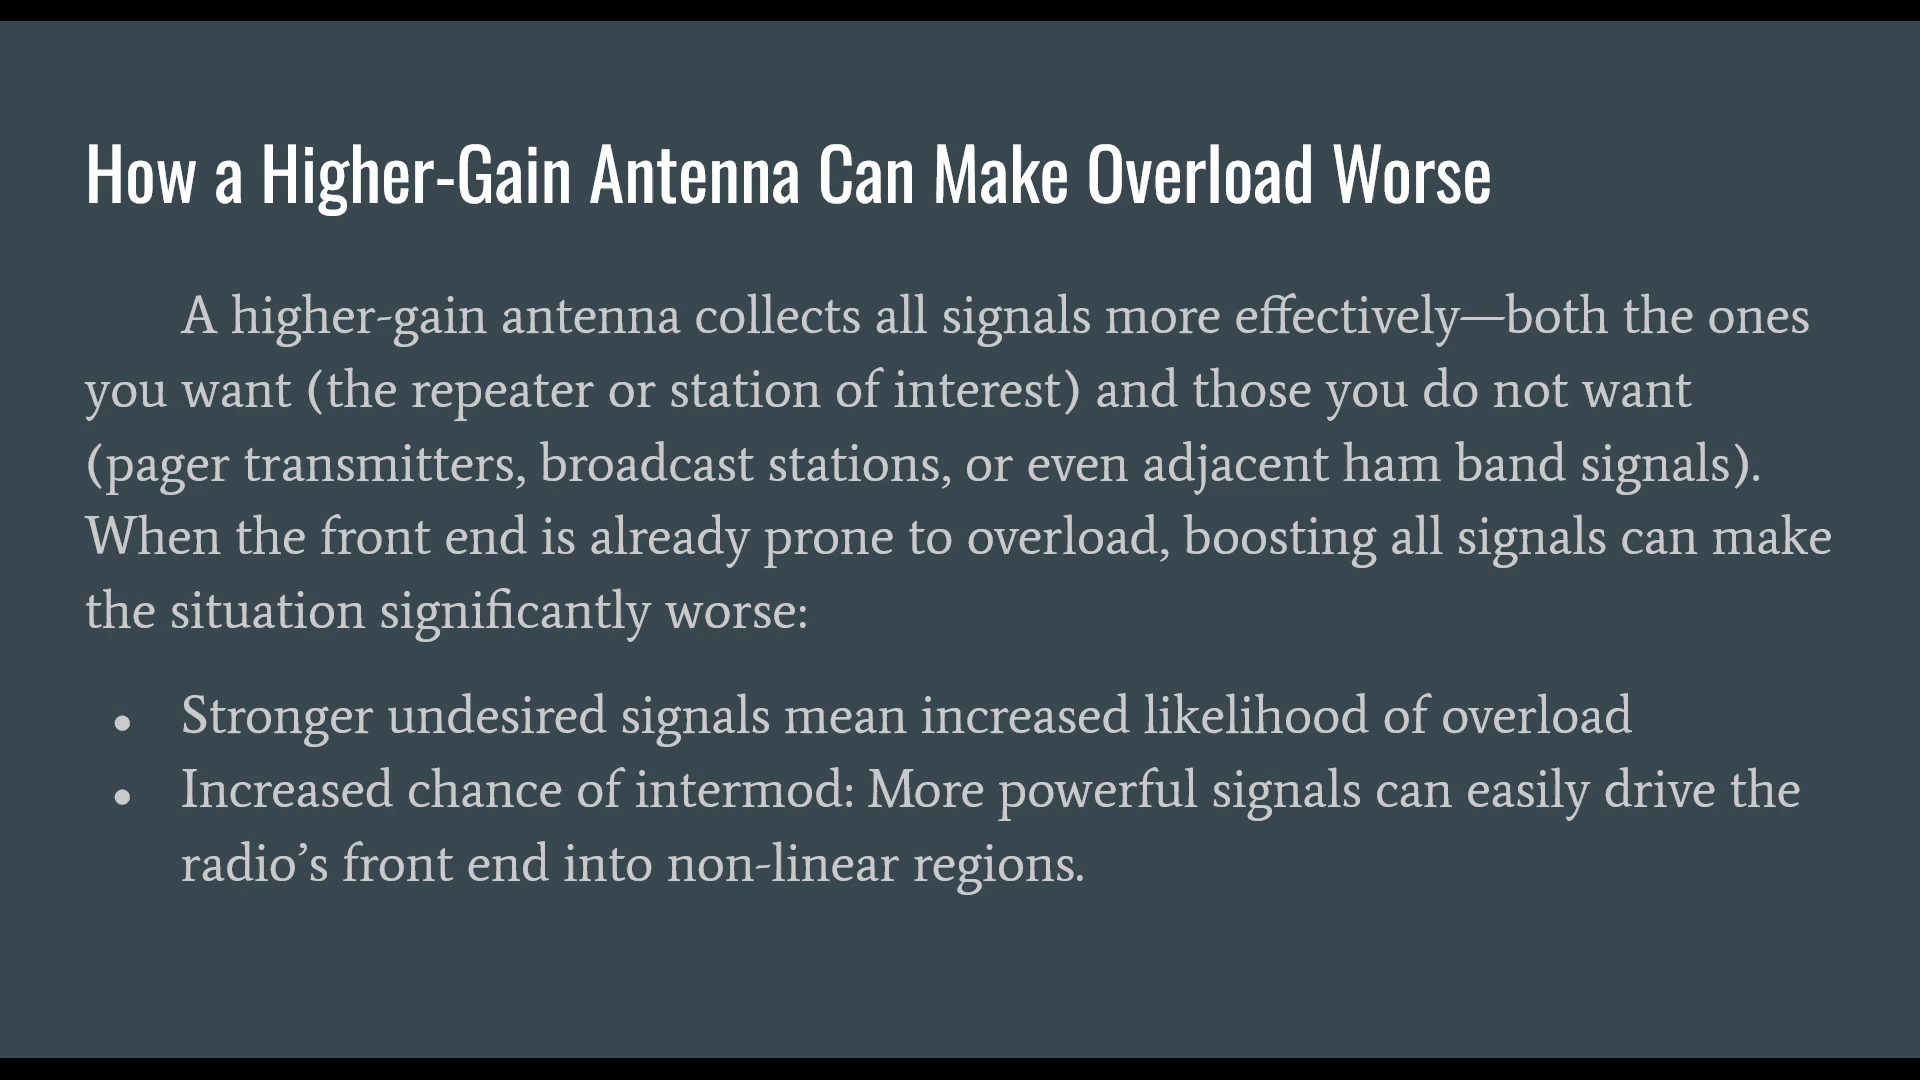 How a Higher-Gain Antenna Can Make Overload Worse
A higher-gain antenna collects all signals more effectively—both the ones
you want (the repeater or station of interest) and those you do not want
(pager transmitters, broadcast stations, or even adjacent ham band signals).
When the front end is already prone to overload, boosting all signals can make
the situation significantly worse:
● Stronger undesired signals mean increased likelihood of overload
● Increased chance of intermod: More powerful signals can easily drive the
radio’s front end into non-linear regions.